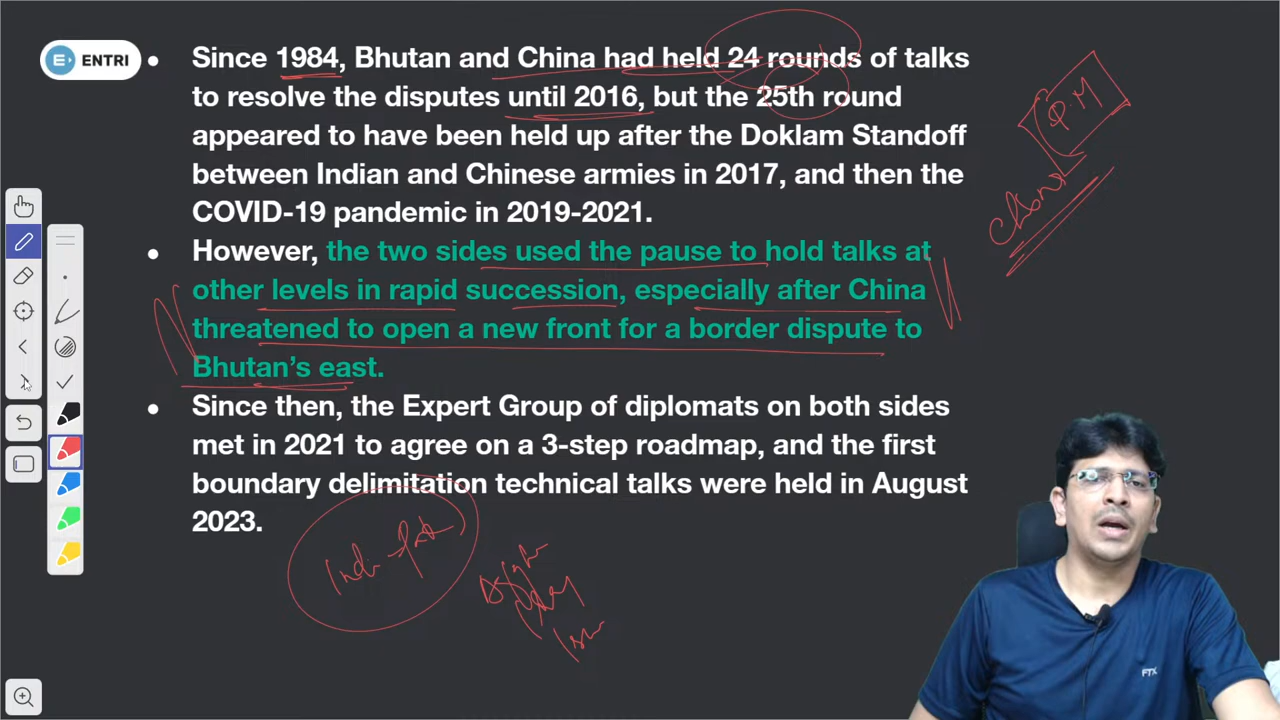 ENTRI
Since 1984, Bhutan and China had held 24 rounds of talks
to resolve the disputes until 2016, but the 25th round
appeared to have been held up after the Doklam Standoff
between Indian and Chinese armies in 2017, and then the
COVID-19 pandemic in 2019-2021.
However, the two sides used the pause to hold talks at
other levels in rapid succession, especially after China
threatened to open a new front for a border dispute to
Bhutan’s east.
Since then, the Expert Group of diplomats on both sides
met in 2021 to agree on a 3-step roadmap, and the first
boundary delimitation technical talks were held in August
2023.
FTX